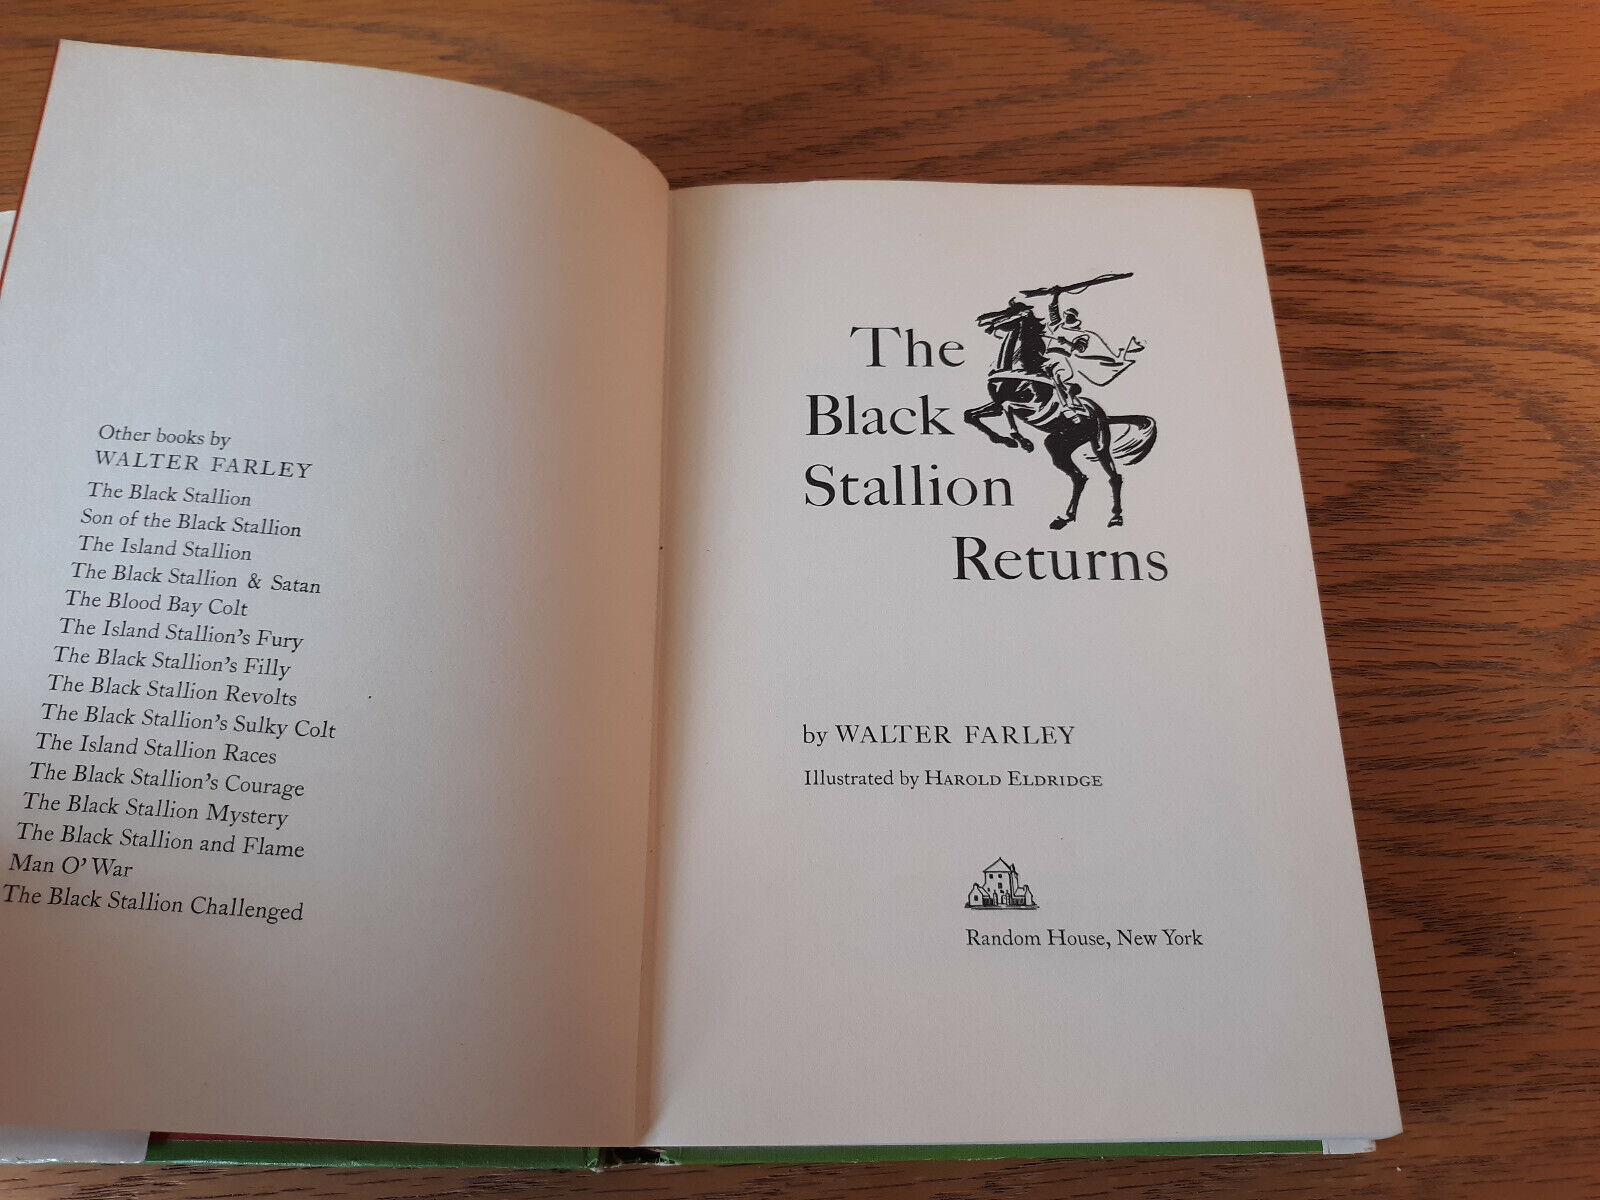 Other books by
WALTER FARLEY
The Black Stallion
Son of the Black Stallion
The Island Stallion
The Black Stallion & Satan
The Blood Bay Colt
The Island Stallion's Fury
The Black Stallion's Filly
The Black Stallion Revolts
The Black Stallion's Sulky Colt
The Island Stallion Races
The Black Stallion's Courage
The Black Stallion Mystery
The Black Stallion and Flame
Man O' War
The Black Stallion Challenged
The
Black
Stallion
Returns
by WALTER FARLEY
Illustrated by HAROLD ELDRIDGE
Random House, New York